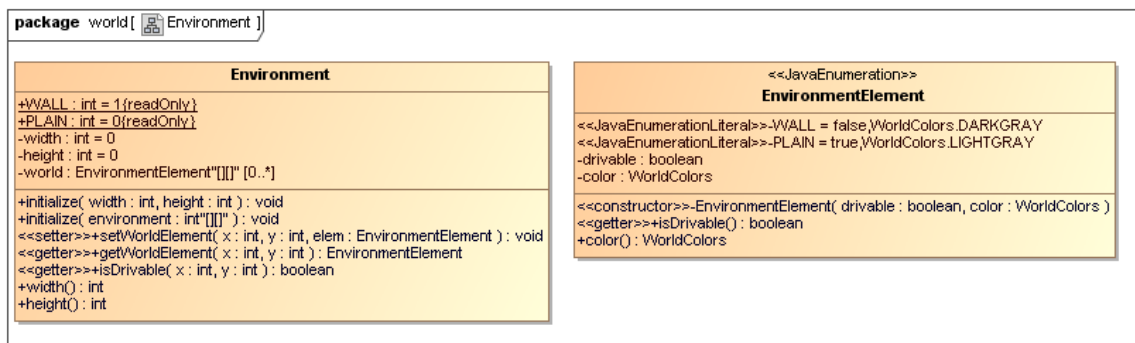 package world[ Environment ]
Environment
+WALL : int = 1{readOnly}
+PLAIN : int = 0{readOnly}
-width : int = 0
-height : int = 0
-world : EnvironmentElement"[][]" [0..*]
+initialize( width : int, height : int ) : void
+initialize( environment : int"[][]" ) : void
<<setter>>+setWorldElement( x : int, y : int, elem : EnvironmentElement ) : void
<<getter>>+getWorldElement( x : int, y : int ) : EnvironmentElement
<<getter>>+isDrivable( x : int, y : int ) : boolean
+width() : int
+height() : int
<<JavaEnumeration>>
EnvironmentElement
<<JavaEnumerationLiteral>>-WALL = false,WorldColors.DARKGRAY
<<JavaEnumerationLiteral>>-PLAIN = true,WorldColors.LIGHTGRAY
-drivable : boolean
-color : WorldColors
<<constructor>>-EnvironmentElement( drivable : boolean, color : WorldColors )
<<getter>>+isDrivable() : boolean
+color() : WorldColors